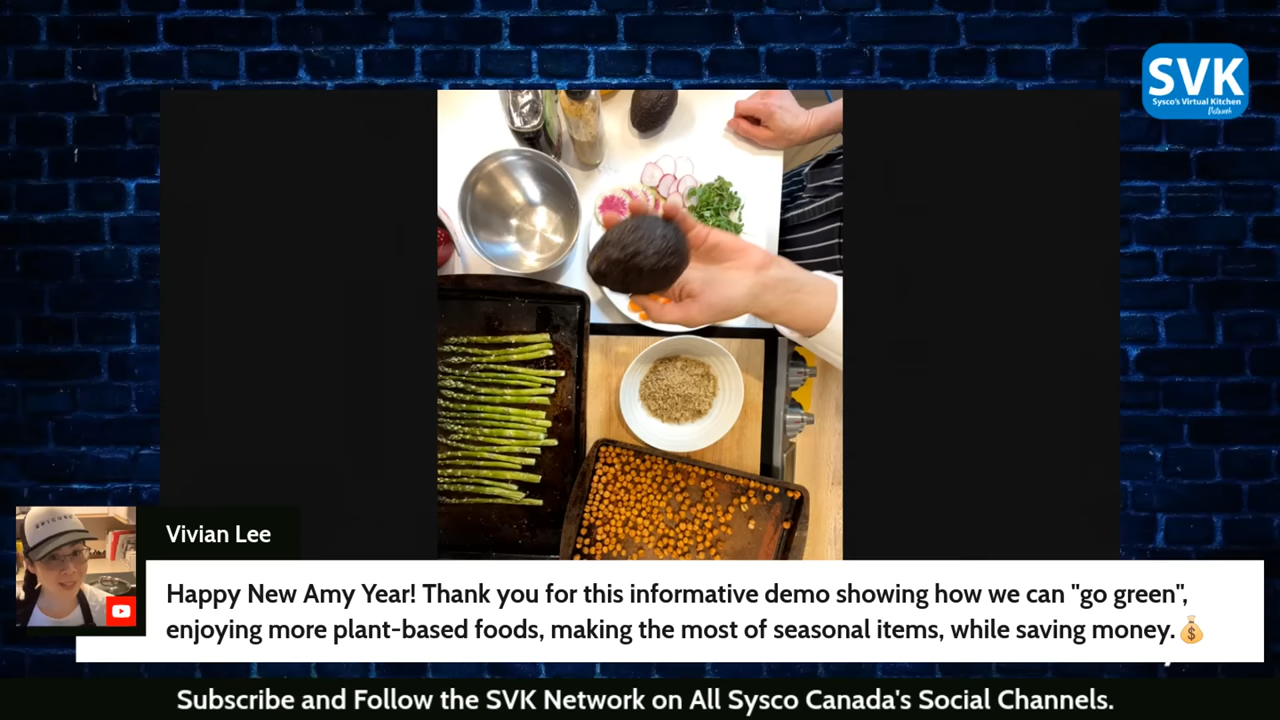 SVK
Sysco's Virtual Kitchen
Network
Vivian Lee
Happy New Amy Year! Thank you for this informative demo showing how we can "go green",
enjoying more plant-based foods, making the most of seasonal items, while saving money.💰
Subscribe and Follow the SVK Network on All Sysco Canada's Social Channels.